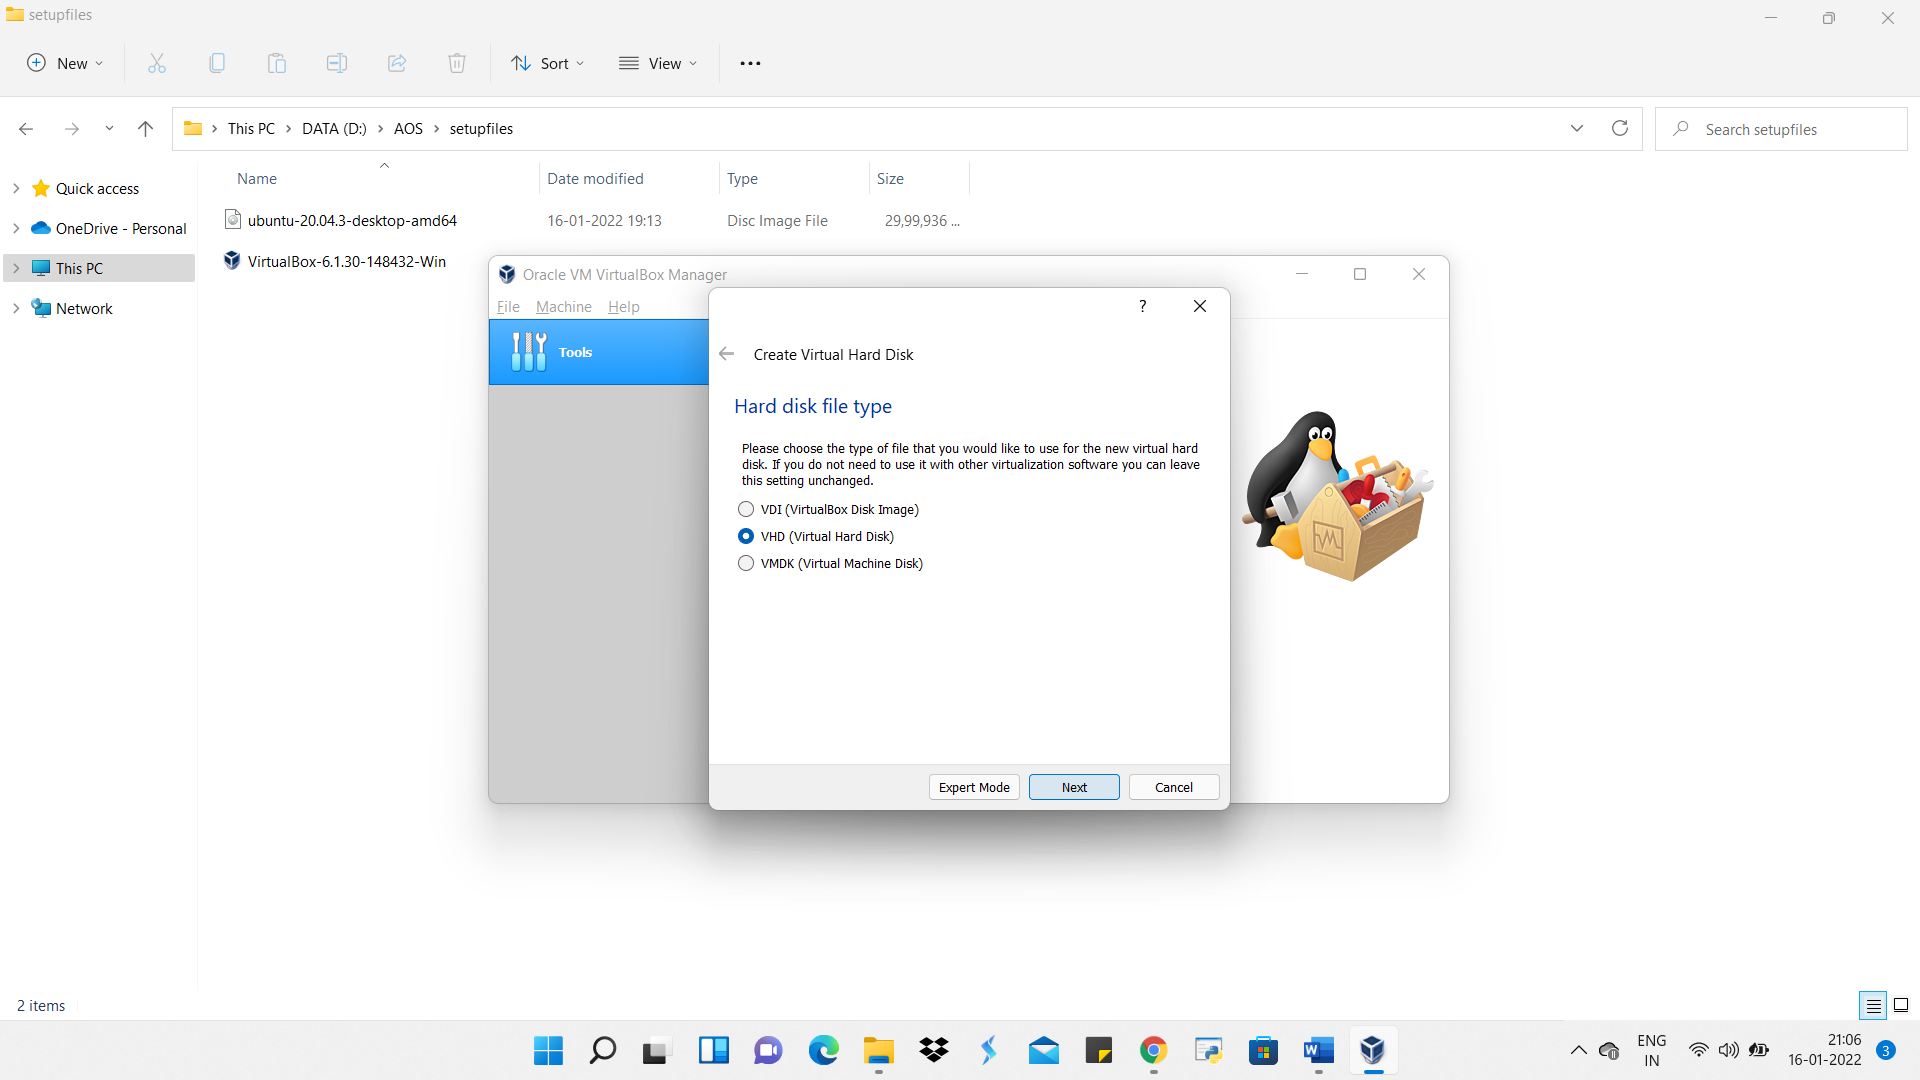 setupfiles
New
Sort
View
This PC
DATA (D:)
AOS
setupfiles
Search setupfiles
Quick access
OneDrive - Personal
This PC
Network
Name
Date modified
Type
Size
ubuntu-20.04.3-desktop-amd64
16-01-2022 19:13
Disc Image File
29,99,936 ...
VirtualBox-6.1.30-148432-Win
Oracle VM VirtualBox Manager
File Machine Help
Tools
?
Create Virtual Hard Disk
Hard disk file type
Please choose the type of file that you would like to use for the new virtual hard
disk. If you do not need to use it with other virtualization software you can leave
this setting unchanged.
VDI (VirtualBox Disk Image)
VHD (Virtual Hard Disk)
VMDK (Virtual Machine Disk)
Expert Mode
Next
Cancel
2 items
ENG
IN
21:06
16-01-2022
3